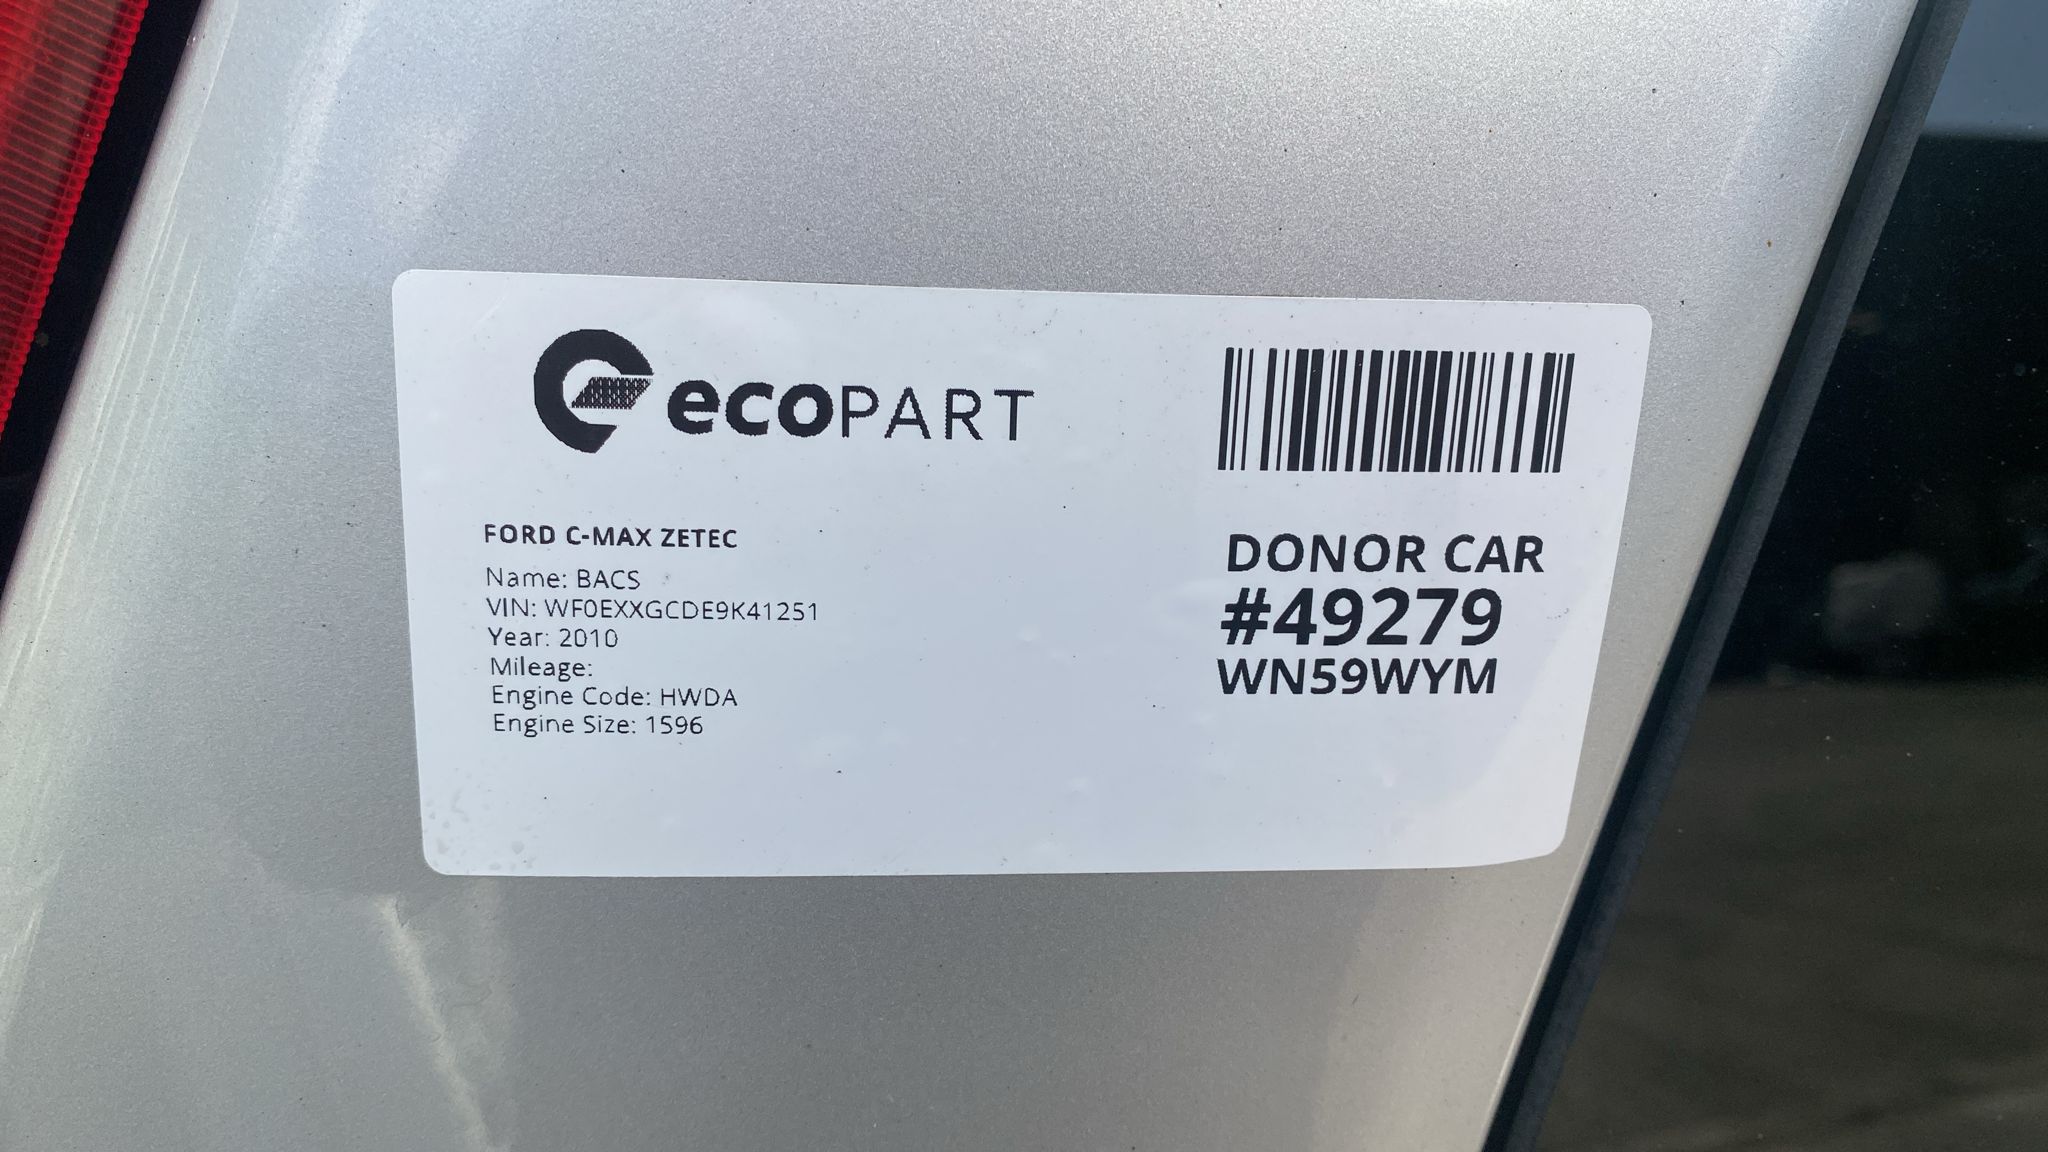 ecoPART
FORD C-MAX ZETEC
Name: BACS
VIN: WF0EXXGCDE9K41251
Year: 2010
Mileage:
Engine Code: HWDA
Engine Size: 1596
DONOR CAR
#49279
WN59WYM